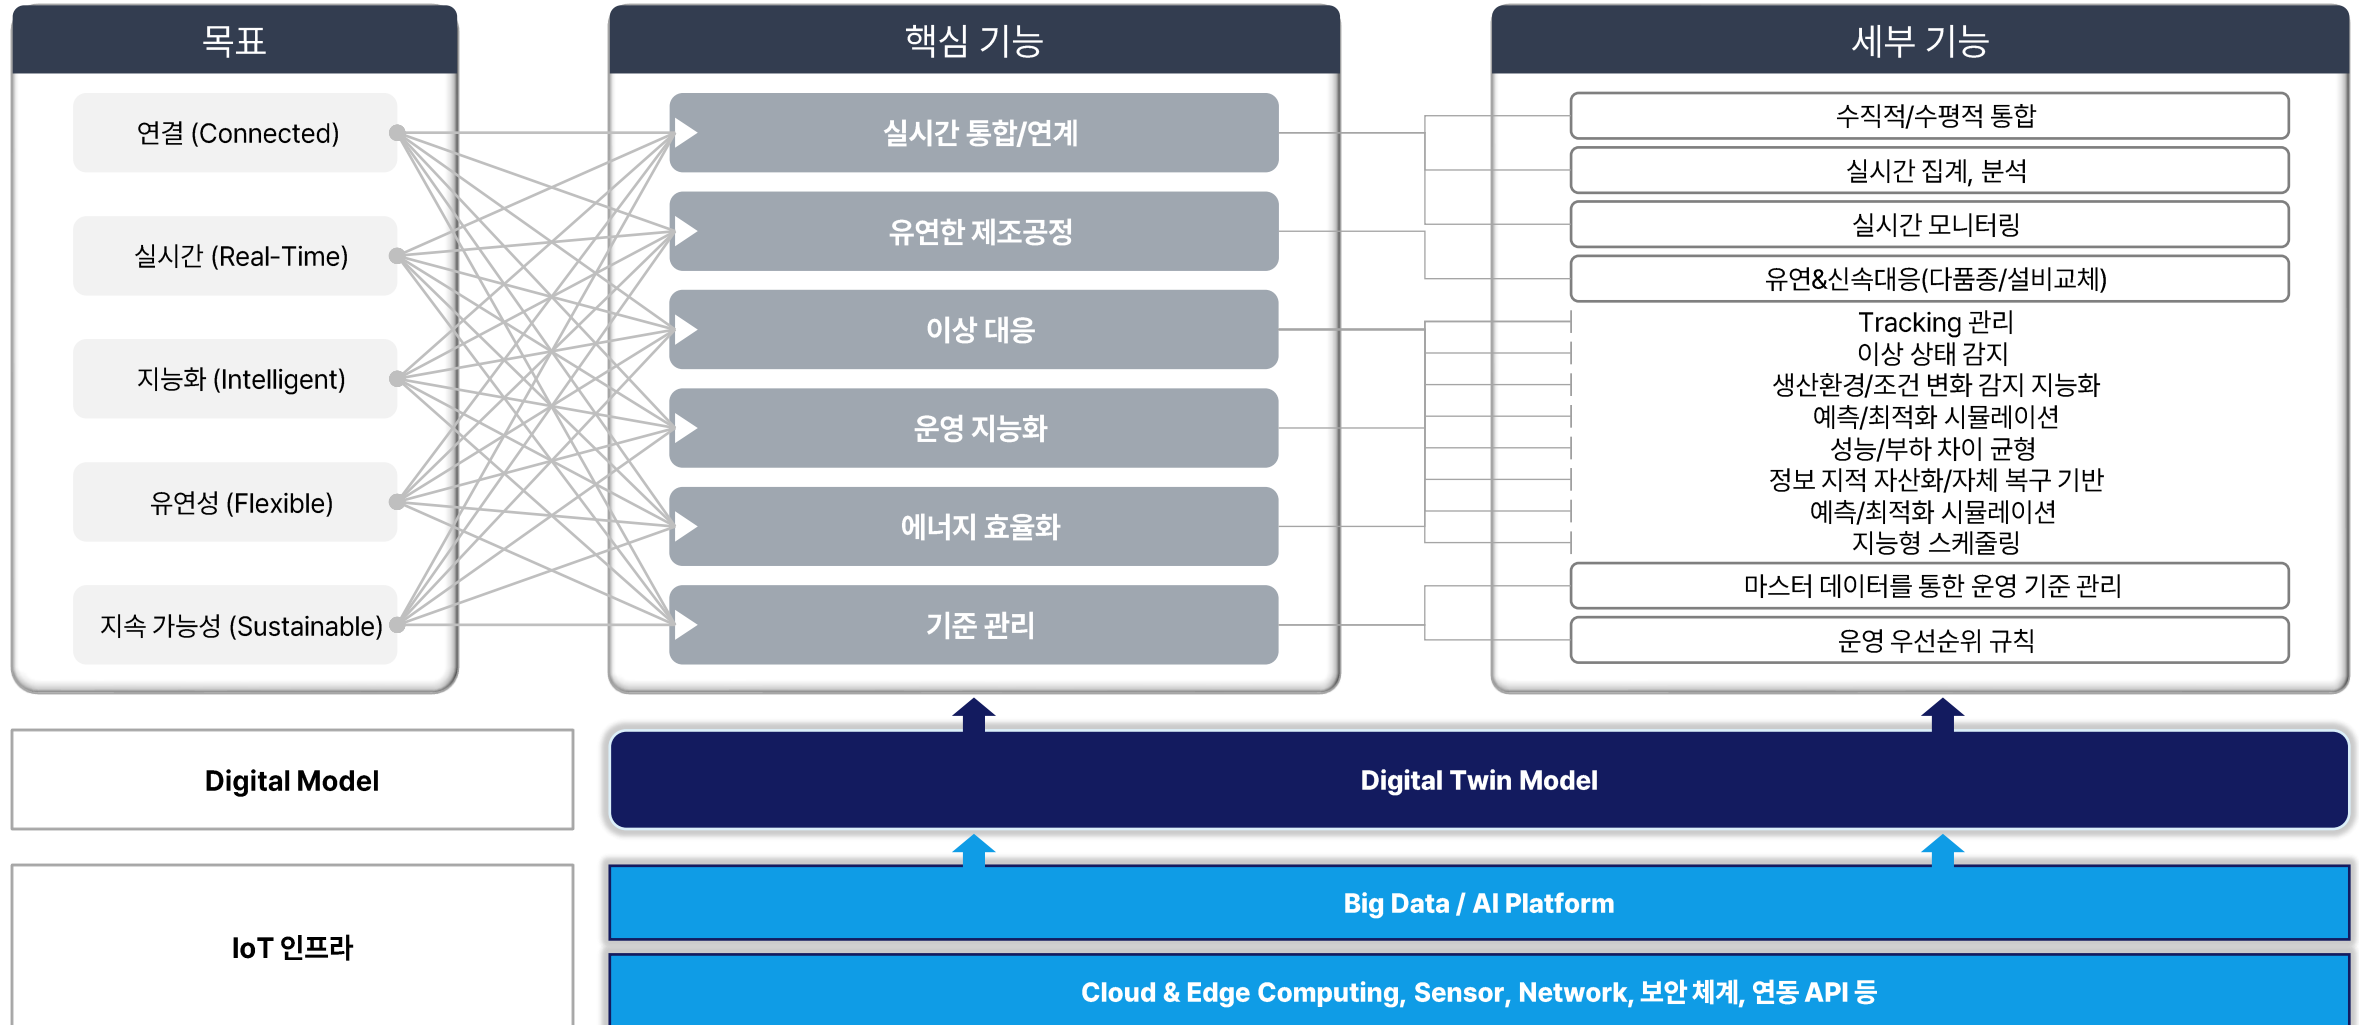 목표
연결 (Connected)
실시간 (Real-Time)
지능화 (Intelligent)
유연성 (Flexible)
지속 가능성 (Sustainable)
핵심 기능
실시간 통합/연계
유연한 제조공정
이상 대응
운영 지능화
에너지 효율화
기준 관리
세부 기능
수직적/수평적 통합
실시간 집계, 분석
실시간 모니터링
유연&신속대응(다품종/설비교체)
Tracking 관리
이상 상태 감지
생산환경/조건 변화 감지 지능화
예측/최적화 시뮬레이션
성능/부하 차이 균형
정보 지적 자산화/자체 복구 기반
예측/최적화 시뮬레이션
지능형 스케줄링
마스터 데이터를 통한 운영 기준 관리
운영 우선순위 규칙
Digital Model
Digital Twin Model
IoT 인프라
Big Data / AI Platform
Cloud & Edge Computing, Sensor, Network, 보안 체계, 연동 API 등